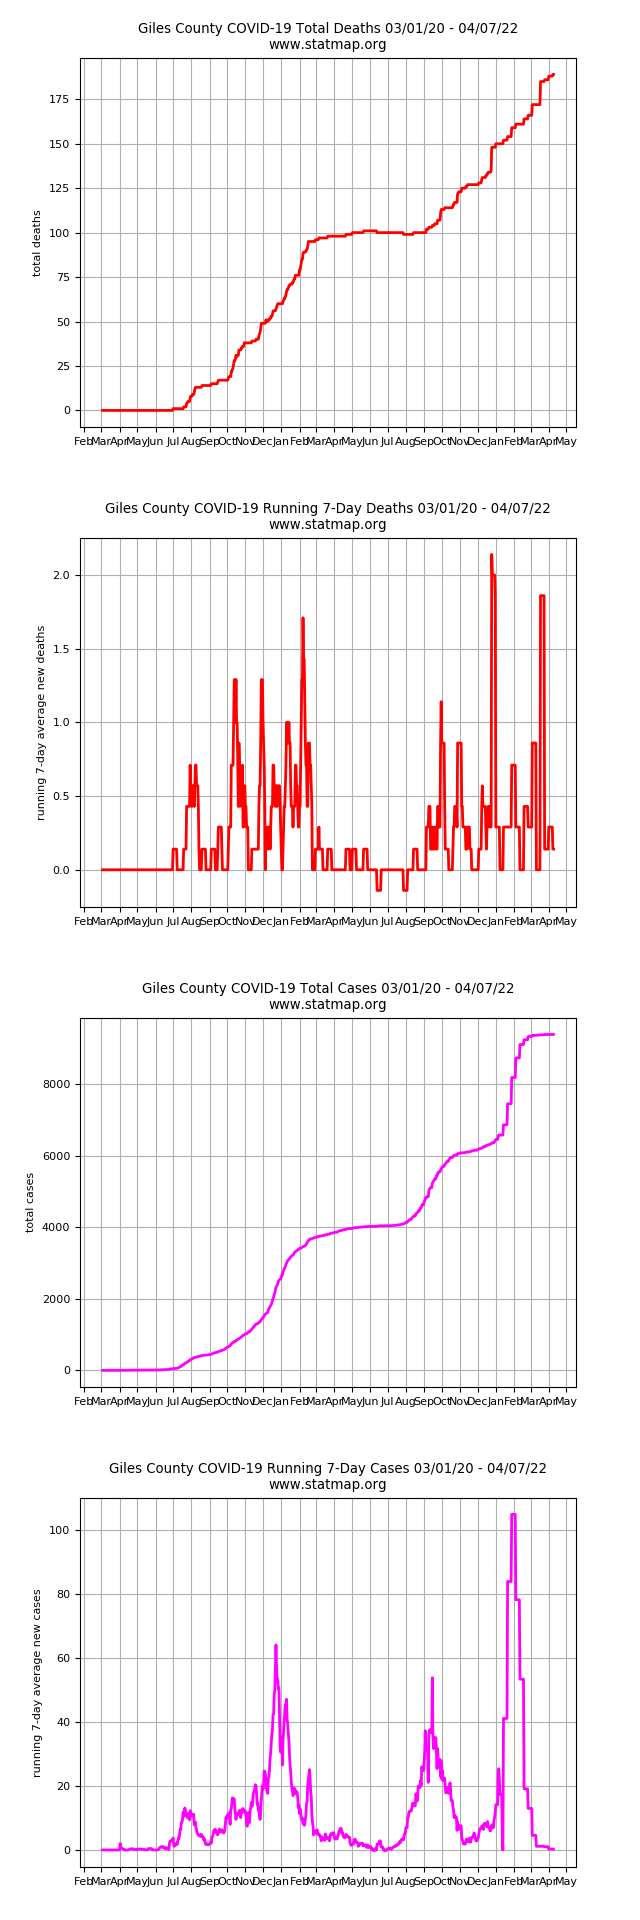 Giles County COVID-19 Total Deaths 03/01/20 - 04/07/22
www.statmap.org
total deaths
175
150
125
100
75
50
25
0
Feb Mar Apr May Jun Jul Aug Sep Oct Nov Dec Jan Feb Mar Apr May Jun Jul Aug Sep Oct Nov Dec Jan Feb Mar Apr May
Giles County COVID-19 Running 7-Day Deaths 03/01/20 - 04/07/22
www.statmap.org
running 7-day average new deaths
2.0
1.5
1.0
0.5
0.0
Feb Mar Apr May Jun Jul Aug Sep Oct Nov Dec Jan Feb Mar Apr May Jun Jul Aug Sep Oct Nov Dec Jan Feb Mar Apr May
Giles County COVID-19 Total Cases 03/01/20 - 04/07/22
www.statmap.org
total cases
8000
6000
4000
2000
0
Feb Mar Apr May Jun Jul Aug Sep Oct Nov Dec Jan Feb Mar Apr May Jun Jul Aug Sep Oct Nov Dec Jan Feb Mar Apr May
Giles County COVID-19 Running 7-Day Cases 03/01/20 - 04/07/22
www.statmap.org
running 7-day average new cases
100
80
60
40
20
0
Feb Mar Apr May Jun Jul Aug Sep Oct Nov Dec Jan Feb Mar Apr May Jun Jul Aug Sep Oct Nov Dec Jan Feb Mar Apr May